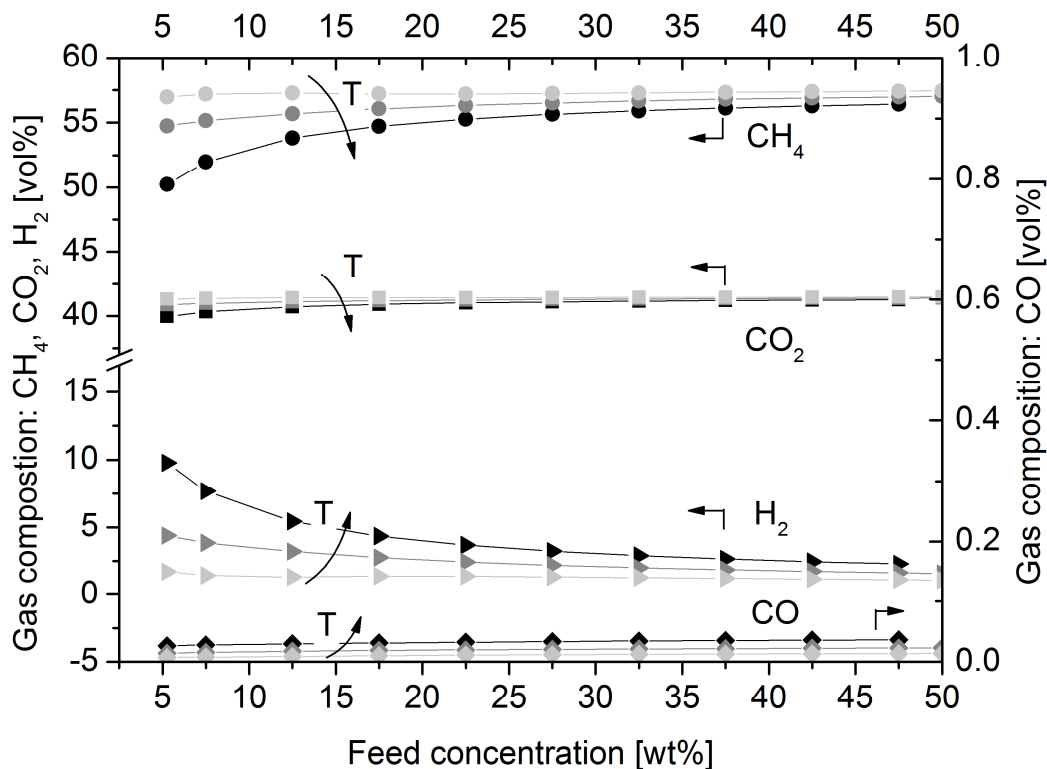 5 10 15 20 25 30 35 40 45 50
60
55
50
45
40
15
10
5
0
-5
Gas compostion: CH₄, CO₂, H₂ [vol%]
T
CH₄
T
CO₂
T
H₂
T
CO
1.0
0.8
0.6
0.4
0.2
0.0
Gas composition: CO [vol%]
5 10 15 20 25 30 35 40 45 50
Feed concentration [wt%]